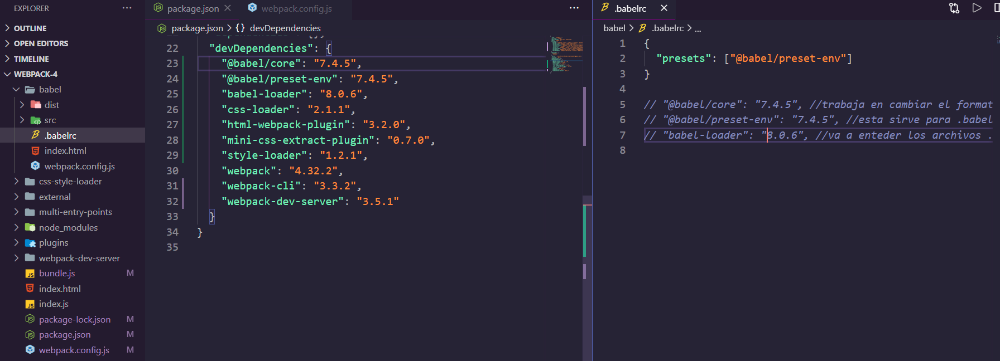 EXPLORER
OUTLINE
OPEN EDITORS
TIMELINE
WEBPACK-4
babel
dist
src
.babelrc
index.html
webpack.config.js
css-style-loader
external
multi-entry-points
node_modules
plugins
webpack-dev-server
bundle.js M
index.html
index.js
package-lock.json M
package.json M
webpack.config.js M
package.json
webpack.config.js
package.json > {} devDependencies
22 "devDependencies": {
23 "@babel/core": "7.4.5",
24 "@babel/preset-env": "7.4.5",
25 "babel-loader": "8.0.6",
26 "css-loader": "2.1.1",
27 "html-webpack-plugin": "3.2.0",
28 "mini-css-extract-plugin": "0.7.0",
29 "style-loader": "1.2.1",
30 "webpack": "4.32.2",
31 "webpack-cli": "3.3.2",
32 "webpack-dev-server": "3.5.1"
33 }
34 }
35
.babelrc
babel > .babelrc > ...
1 {
2 "presets": ["@babel/preset-env"]
3 }
4
5 // "@babel/core": "7.4.5", //trabaja en cambiar el format
6 // "@babel/preset-env": "7.4.5", //esta sirve para .babel
7 // "babel-loader": "8.0.6", //va a enteder los archivos .
8